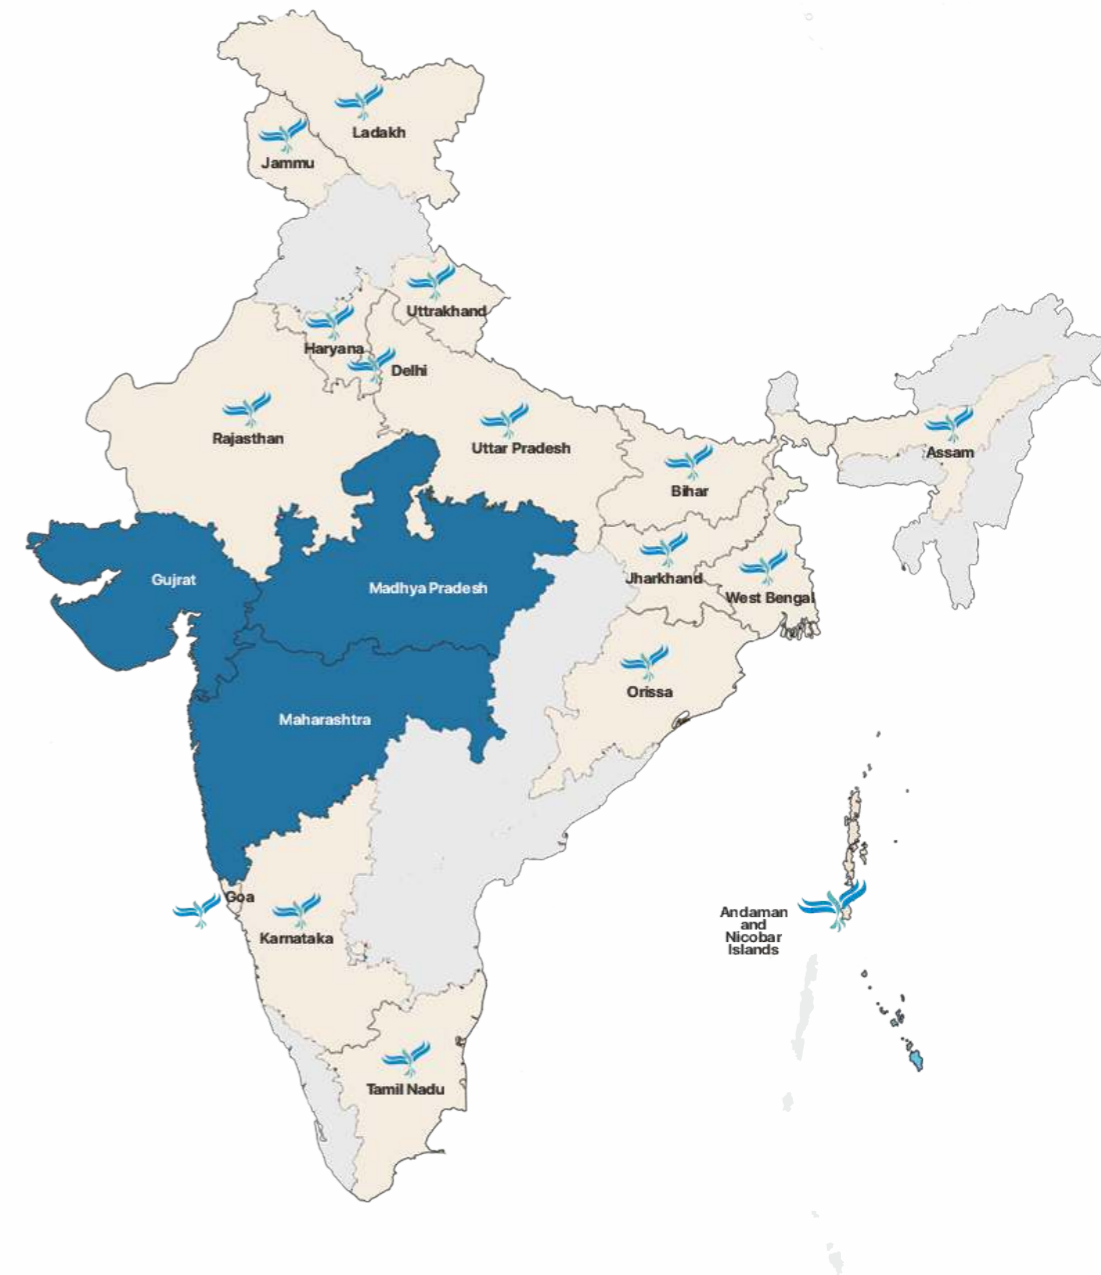 Ladakh
Jammu
Uttrakhand
Haryana
Delhi
Rajasthan
Uttar Pradesh
Assam
Bihar
Gujrat
Madhya Pradesh
Jharkhand
West Bengal
Orissa
Maharashtra
Goa
Karnataka
Andaman
and
Nicobar
Islands
Tamil Nadu